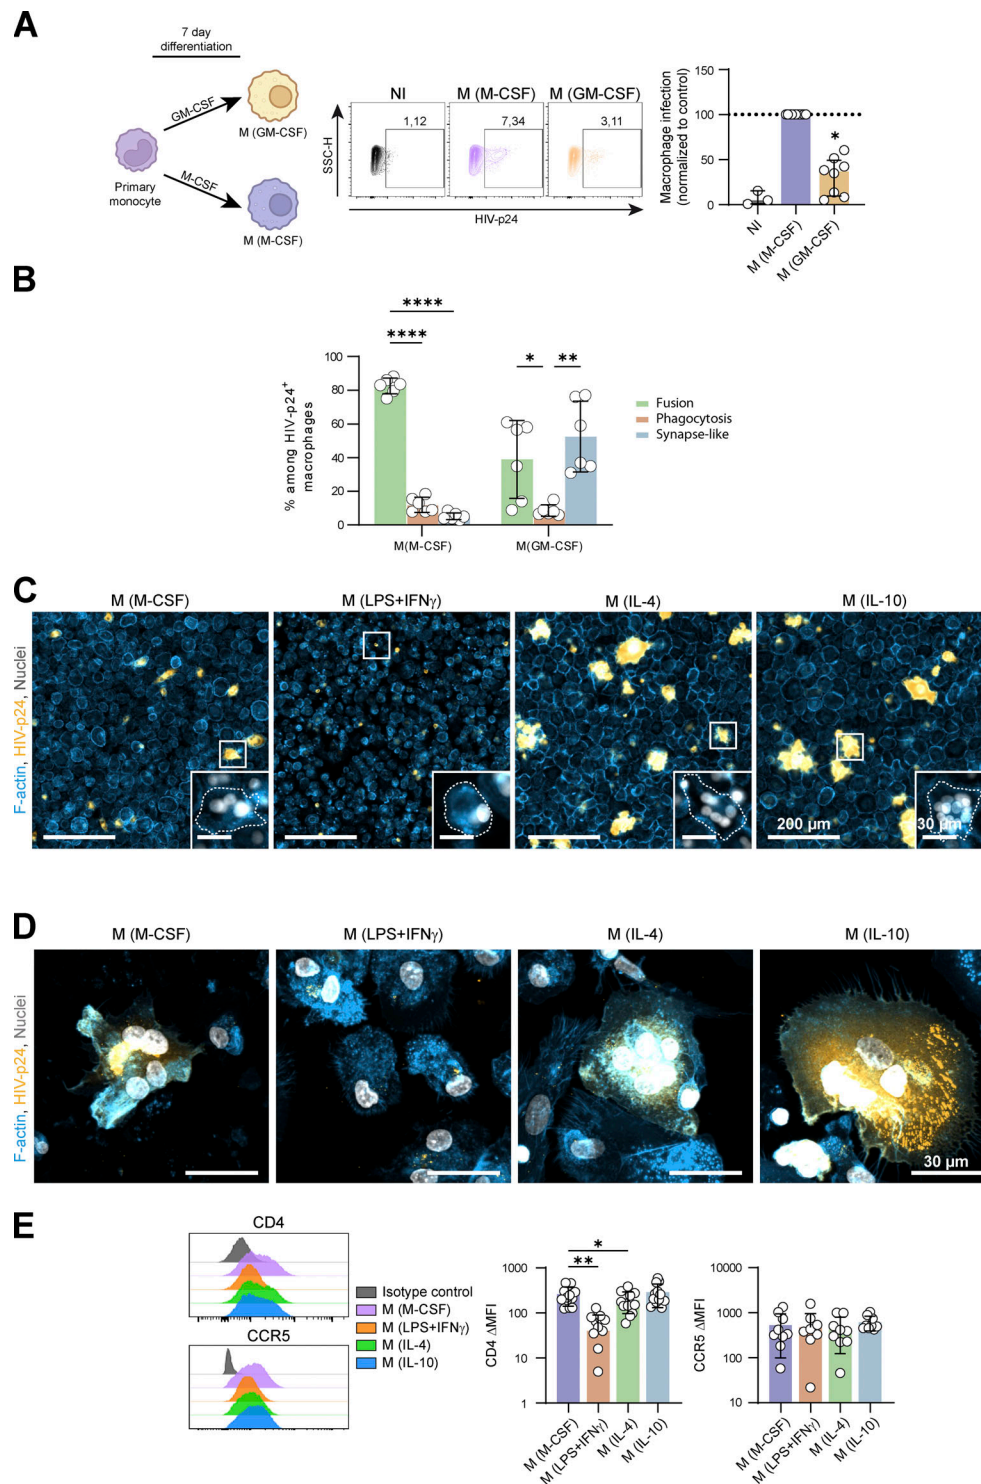 A
7 day
differentiation
GM-CSF
M (GM-CSF)
Primary
monocyte
M-CSF
M (M-CSF)
NI
M (M-CSF)
M (GM-CSF)
1,12
7,34
3,11
SSC-H
HIV-p24
Macrophage infection
(normalized to control)
150
100
50
0
*
NI
M (M-CSF)
M (GM-CSF)
B
****
****
*
**
% among HIV-p24+
macrophages
100
80
60
40
20
0
M(M-CSF)
M(GM-CSF)
Fusion
Phagocytosis
Synapse-like
C
M (M-CSF)
M (LPS+IFNγ)
M (IL-4)
M (IL-10)
F-actin, HIV-p24, Nuclei
200 µm
30 µm
D
M (M-CSF)
M (LPS+IFNγ)
M (IL-4)
M (IL-10)
F-actin, HIV-p24, Nuclei
30 µm
E
CD4
CCR5
Isotype control
M (M-CSF)
M (LPS+IFNγ)
M (IL-4)
M (IL-10)
CD4 ΔMFI
1000
100
10
1
*
**
M (M-CSF)
M (LPS+IFNγ)
M (IL-4)
M (IL-10)
CCR5 ΔMFI
10000
1000
100
10
M (M-CSF)
M (LPS+IFNγ)
M (IL-4)
M (IL-10)